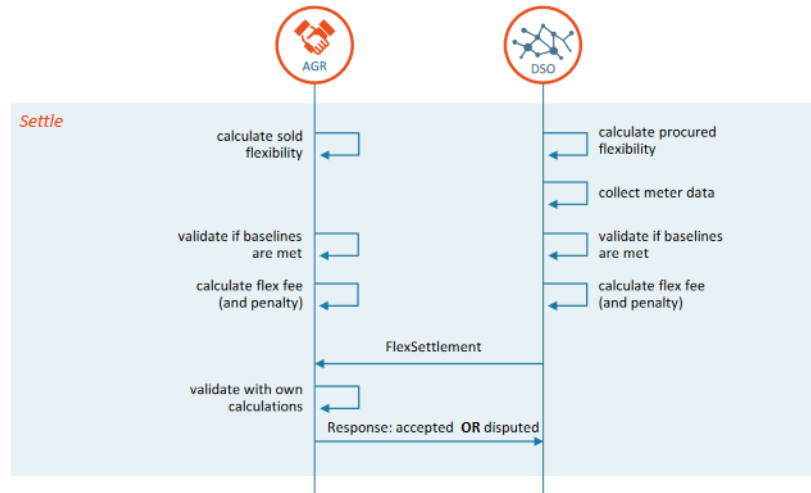 AGR
DSO
Settle
calculate sold
flexibility
calculate procured
flexibility
collect meter data
validate if baselines
are met
validate if baselines
are met
calculate flex fee
(and penalty)
calculate flex fee
(and penalty)
FlexSettlement
validate with own
calculations
Response: accepted OR disputed